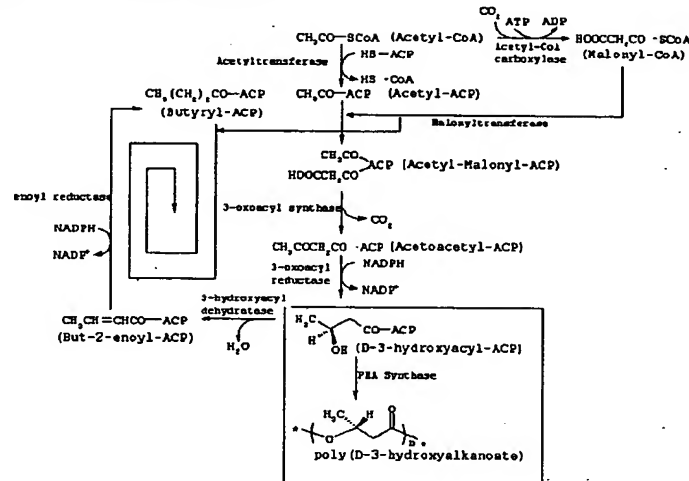 CO2
ATP ADP
CH3CO—SCoA (Acetyl-CoA)
Acetyl-CoA
carboxylase
HOOCCH2CO -SCoA
(Malonyl-CoA)
Acetyltransferase
HS—ACP
HS -CoA
CH3(CH2)2CO—ACP
(Butyryl-ACP)
CH3CO—ACP (Acetyl-ACP)
Maloxyltransferase
CH3CO
HOOCCH2CO
ACP (Acetyl-Malonyl-ACP)
enoyl reductase
3-oxoacyl synthase
CO2
NADPH
NADP+
CH3COCH2CO -ACP (Acetoacetyl-ACP)
3-oxoacyl
reductase
NADPH
NADP+
3-hydroxyacyl
dehydratase
H2O
CH3CH=CHCO—ACP
(But-2-enoyl-ACP)
H3C
CO—ACP
H
OH
(D-3-hydroxyacyl-ACP)
PHA Synthase
H3C
H
O
*
O
n
*
poly(D-3-hydroxyalkanoate)